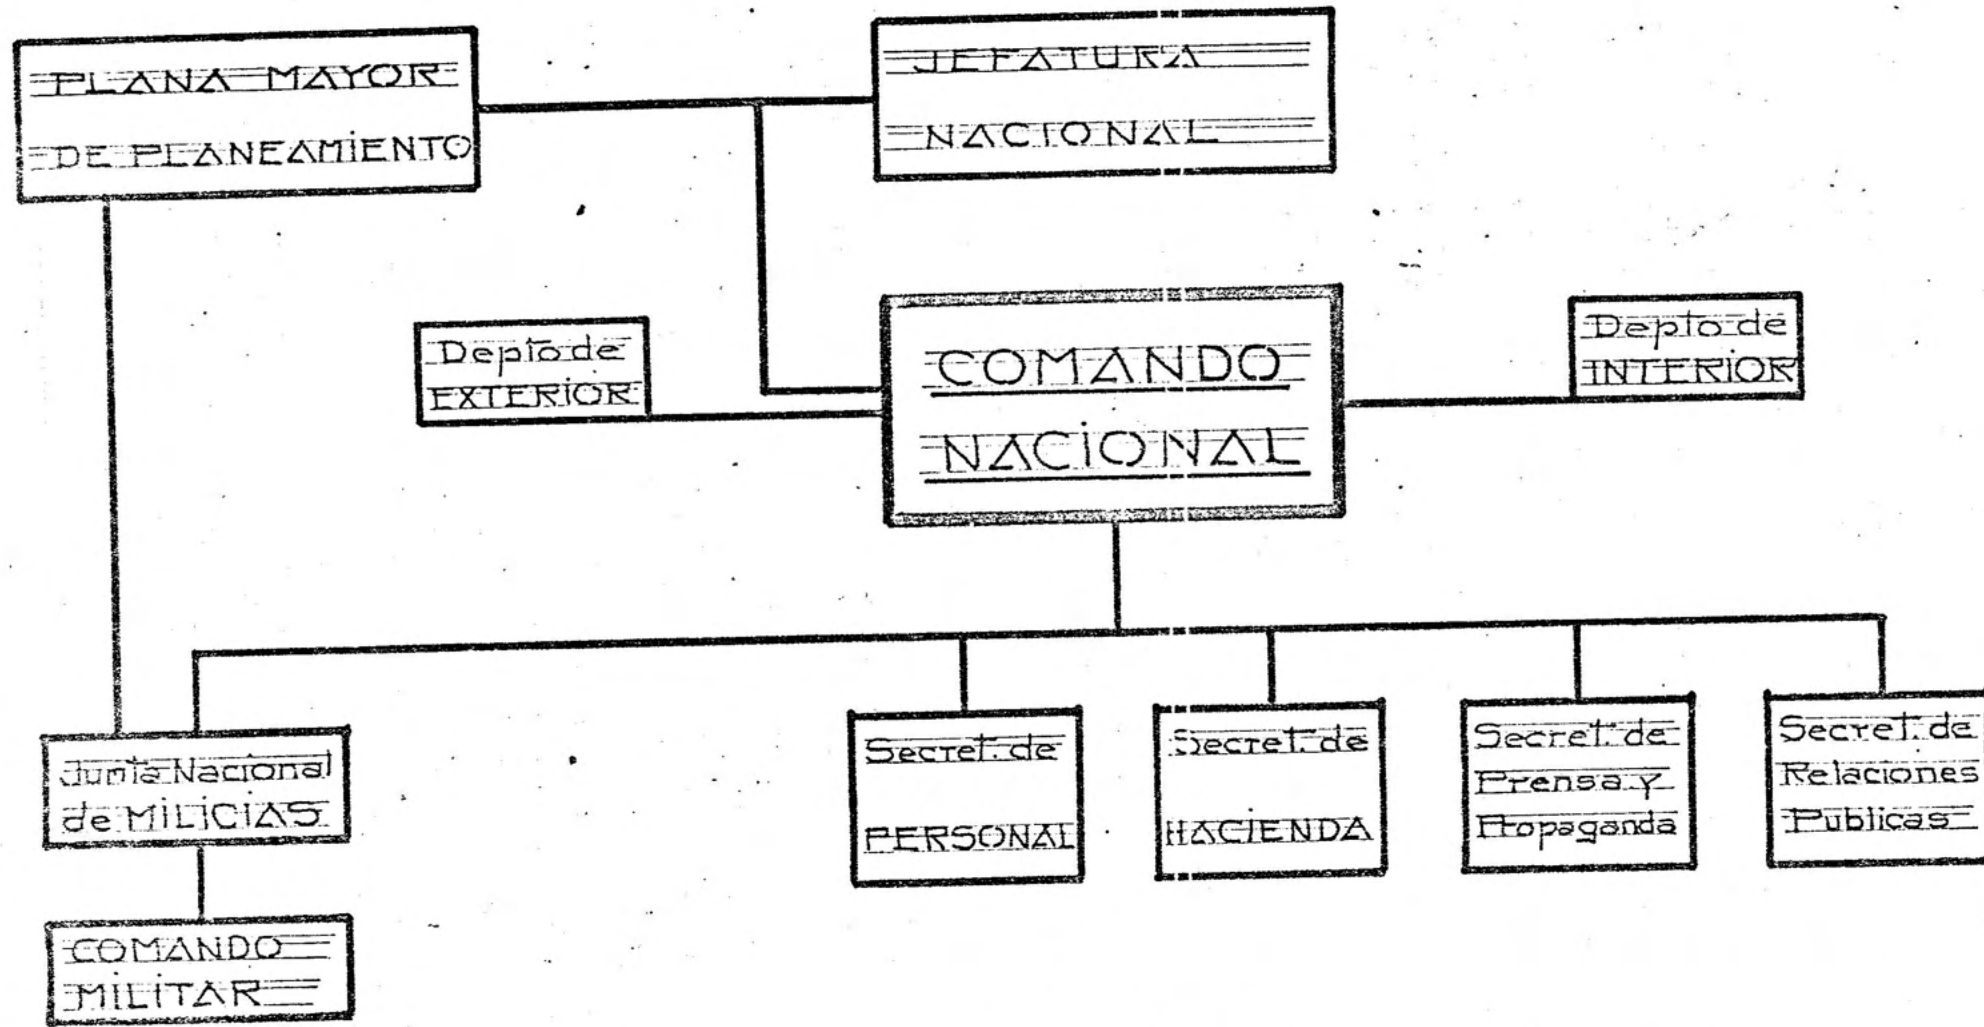 PLANA MAYOR
DE PLANEAMiENTO
JEFATURA
NACIONAL
Depto de
EXTERiOR
COMANDO
NACiONAL
Depto de
INTERiOR
Junta Nacional
de MiLiCiAS
Secret. de
PERSONAL
Secret. de
HACiENDA
Secret. de
Prensa y
Propaganda
Secret. de
Relaciones
Publicas
COMANDO
MiLiTAR